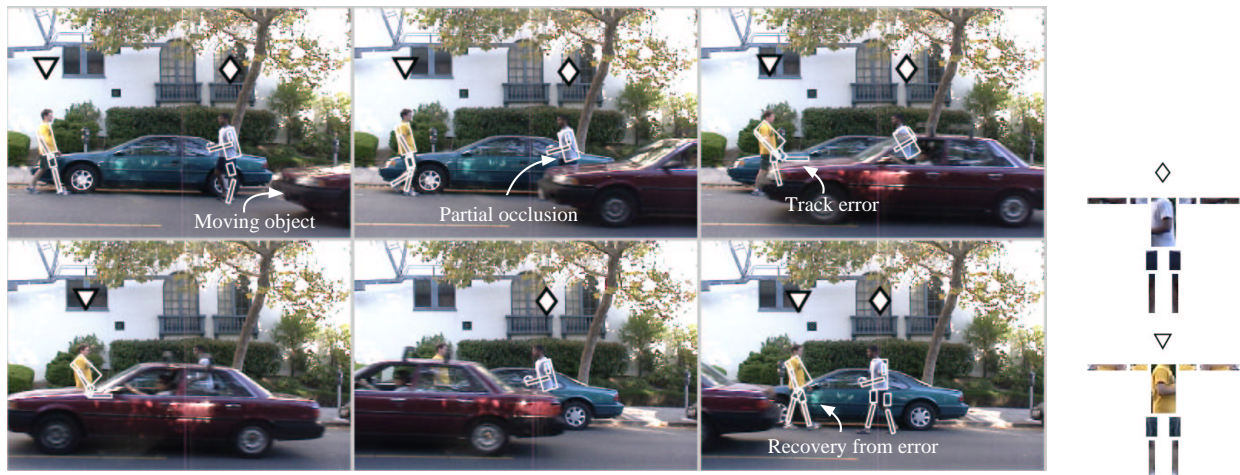 Moving object
Partial occlusion
Track error
Recovery from error